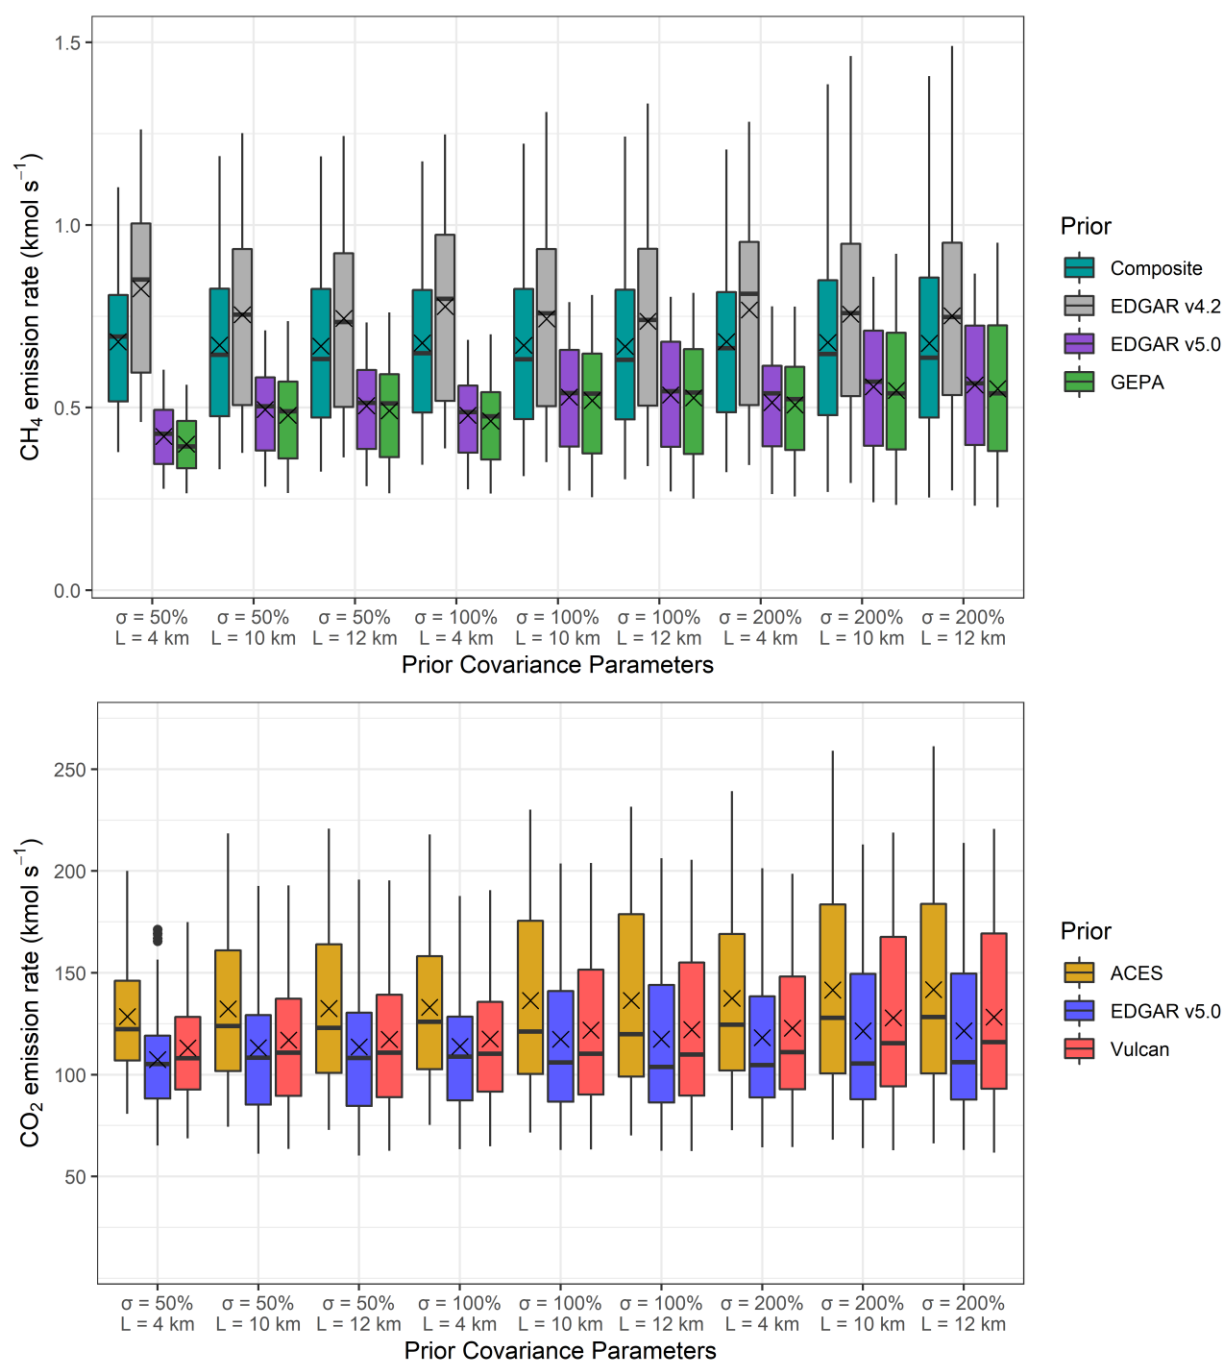 1.5
1.0
0.5
0.0
CH₄ emission rate (kmol s⁻¹)
σ = 50% σ = 50% σ = 50% σ = 100% σ = 100% σ = 100% σ = 200% σ = 200% σ = 200%
L = 4 km L = 10 km L = 12 km L = 4 km L = 10 km L = 12 km L = 4 km L = 10 km L = 12 km
Prior Covariance Parameters
Prior
Composite
EDGAR v4.2
EDGAR v5.0
GEPA
250
200
150
100
50
CO₂ emission rate (kmol s⁻¹)
σ = 50% σ = 50% σ = 50% σ = 100% σ = 100% σ = 100% σ = 200% σ = 200% σ = 200%
L = 4 km L = 10 km L = 12 km L = 4 km L = 10 km L = 12 km L = 4 km L = 10 km L = 12 km
Prior Covariance Parameters
Prior
ACES
EDGAR v5.0
Vulcan